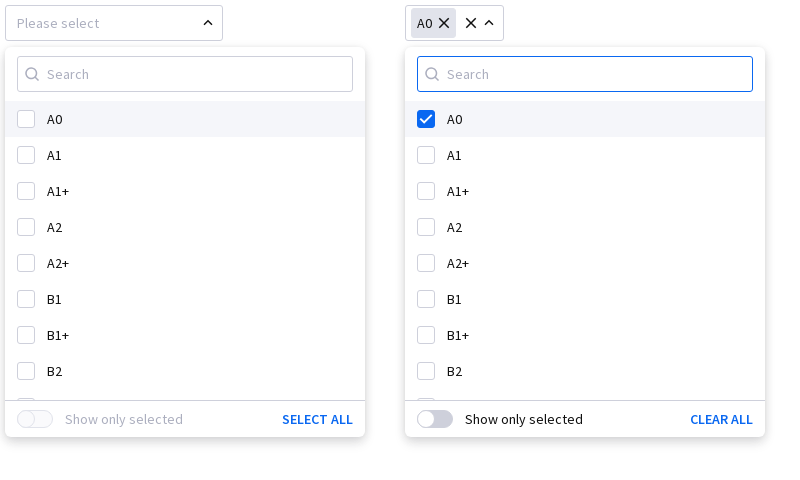 Please select
Search
A0
A1
A1+
A2
A2+
B1
B1+
B2
Show only selected
SELECT ALL
A0
Search
A0
A1
A1+
A2
A2+
B1
B1+
B2
Show only selected
CLEAR ALL